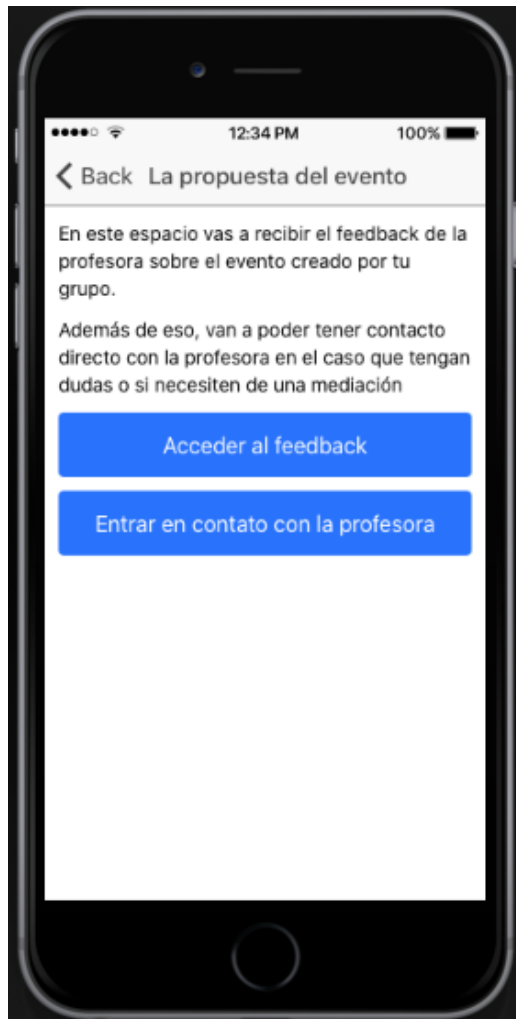 12:34 PM 100%
Back La propuesta del evento
En este espacio vas a recibir el feedback de la
profesora sobre el evento creado por tu
grupo.
Además de eso, van a poder tener contacto
directo con la profesora en el caso que tengan
dudas o si necesiten de una mediación
Acceder al feedback
Entrar en contato con la profesora